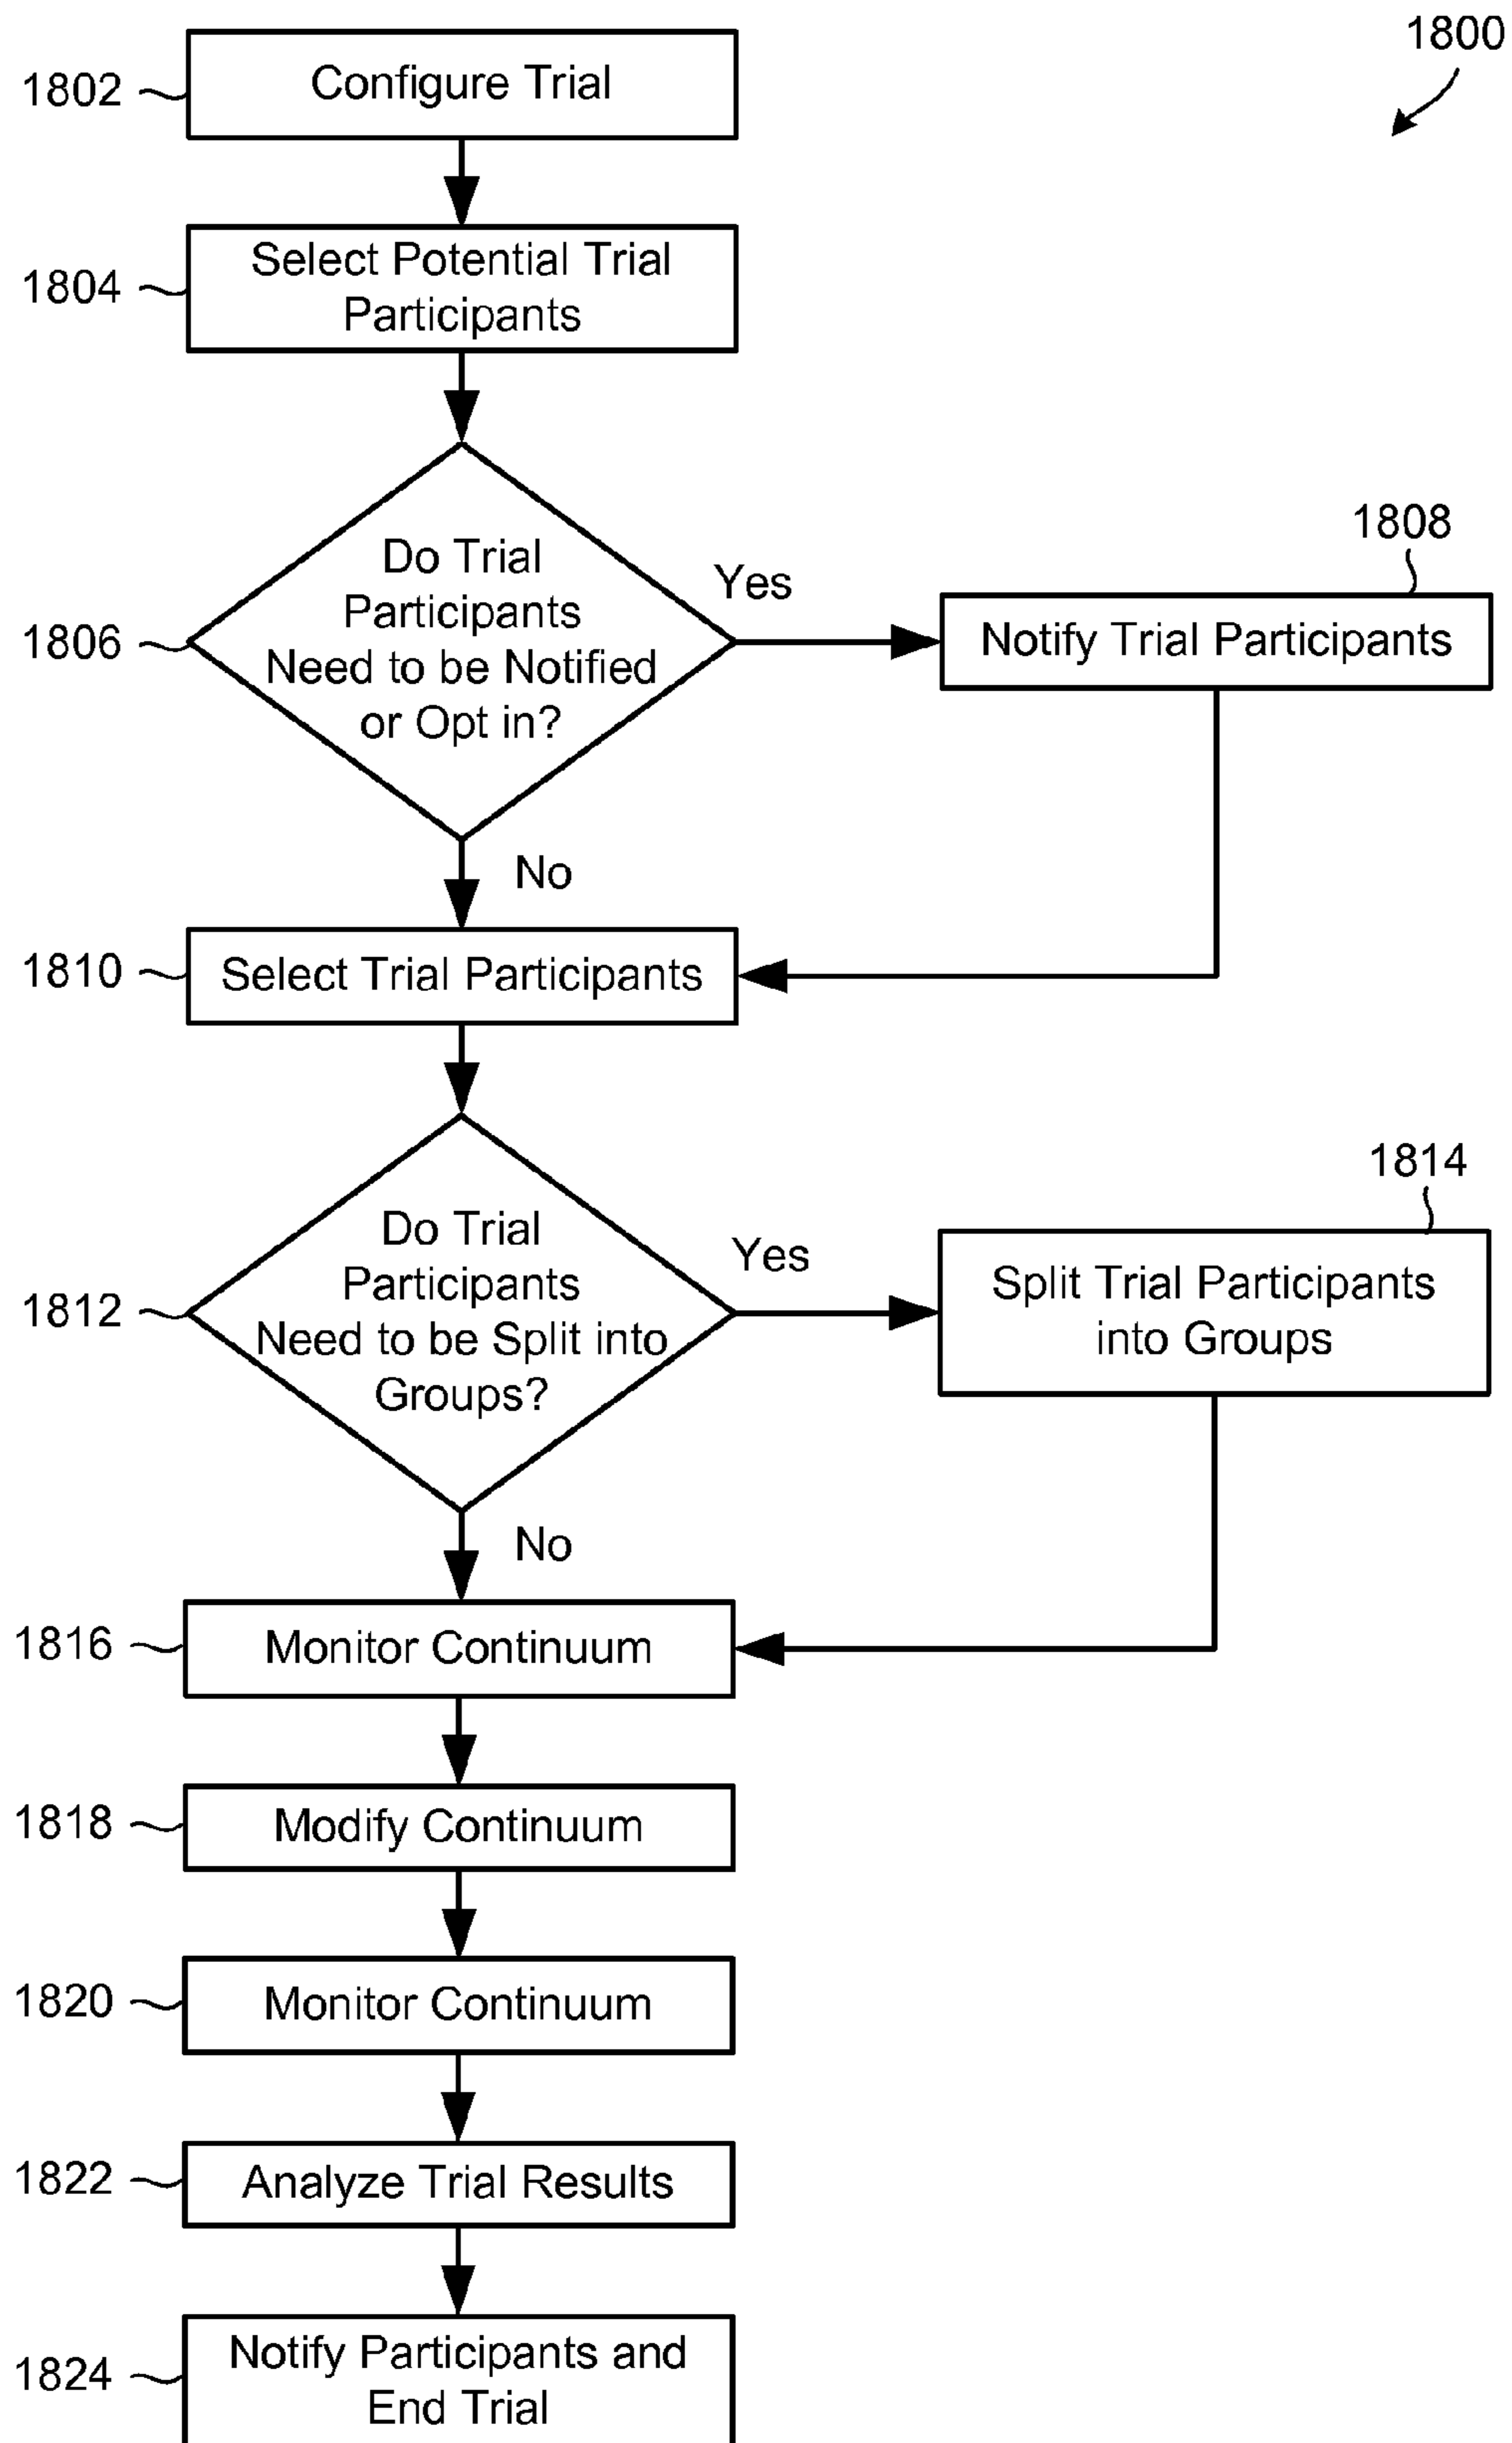 1800
1802
Configure Trial
1804
Select Potential Trial
Participants
1806
Do Trial
Participants
Need to be Notified
or Opt in?
Yes
1808
Notify Trial Participants
No
1810
Select Trial Participants
1812
Do Trial
Participants
Need to be Split into
Groups?
Yes
1814
Split Trial Participants
into Groups
No
1816
Monitor Continuum
1818
Modify Continuum
1820
Monitor Continuum
1822
Analyze Trial Results
1824
Notify Participants and
End Trial